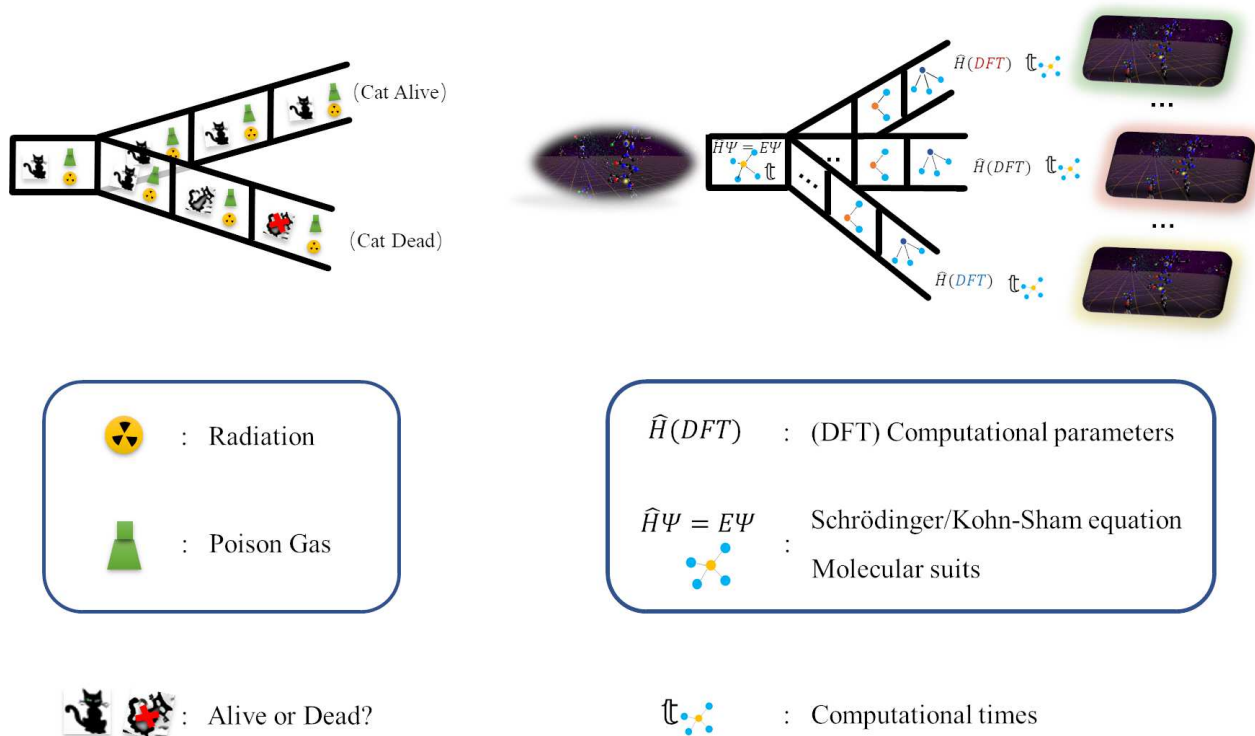 (Cat Alive)
(Cat Dead)
ĤΨ = EΨ
𝕥
..
...
Ĥ(DFT) 𝕥
...
Ĥ(DFT) 𝕥
...
Ĥ(DFT) 𝕥
: Radiation
: Poison Gas
Ĥ(DFT) : (DFT) Computational parameters
ĤΨ = EΨ : Schrödinger/Kohn-Sham equation
Molecular suits
: Alive or Dead?
𝕥 : Computational times